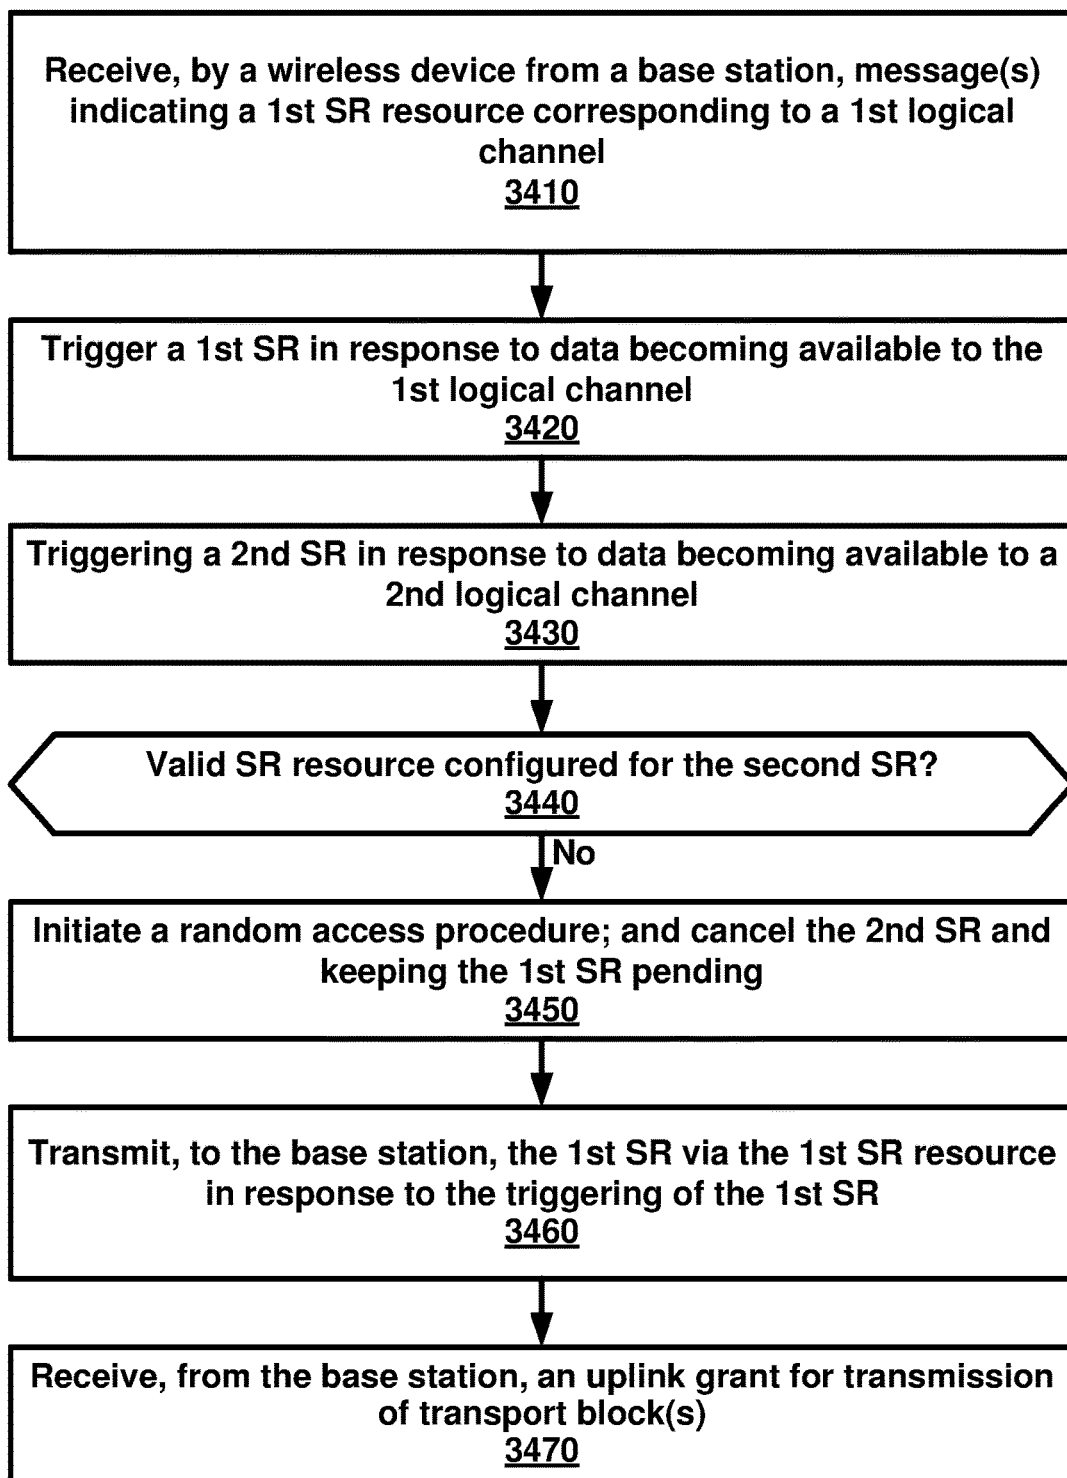 Receive, by a wireless device from a base station, message(s)
indicating a 1st SR resource corresponding to a 1st logical
channel
3410
Trigger a 1st SR in response to data becoming available to the
1st logical channel
3420
Triggering a 2nd SR in response to data becoming available to a
2nd logical channel
3430
Valid SR resource configured for the second SR?
3440
No
Initiate a random access procedure; and cancel the 2nd SR and
keeping the 1st SR pending
3450
Transmit, to the base station, the 1st SR via the 1st SR resource
in response to the triggering of the 1st SR
3460
Receive, from the base station, an uplink grant for transmission
of transport block(s)
3470